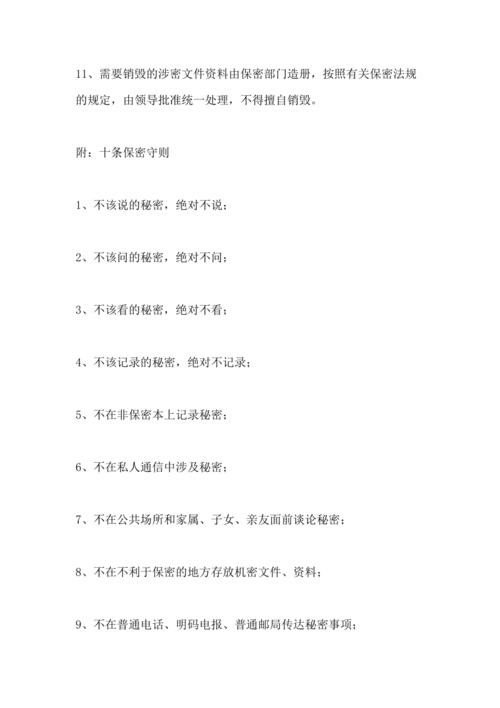 11、需要销毁的涉密文件资料由保密部门造册，按照有关保密法规
的规定，由领导批准统一处理，不得擅自销毁。
附：十条保密守则
1、不该说的秘密，绝对不说；
2、不该问的秘密，绝对不问；
3、不该看的秘密，绝对不看；
4、不该记录的秘密，绝对不记录；
5、不在非保密本上记录秘密；
6、不在私人通信中涉及秘密；
7、不在公共场所和家属、子女、亲友面前谈论秘密；
8、不在不利于保密的地方存放机密文件、资料；
9、不在普通电话、明码电报、普通邮局传达秘密事项；